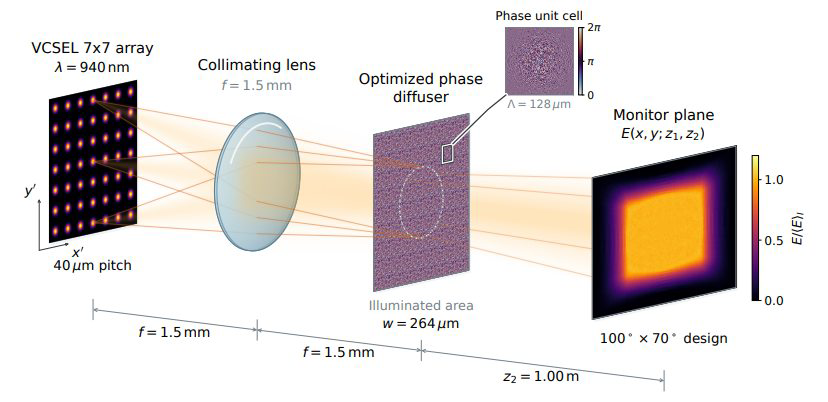 Phase unit cell
2π
π
0
Λ = 128 μm
VCSEL 7x7 array
λ = 940 nm
Collimating lens
f = 1.5 mm
Optimized phase
diffuser
Monitor plane
E(x, y; z₁, z₂)
y′
x′
40 μm pitch
1.0
0.5
0.0
E/⟨E⟩_I
Illuminated area
w = 264 μm
100° × 70° design
f = 1.5 mm
f = 1.5 mm
z₂ = 1.00 m